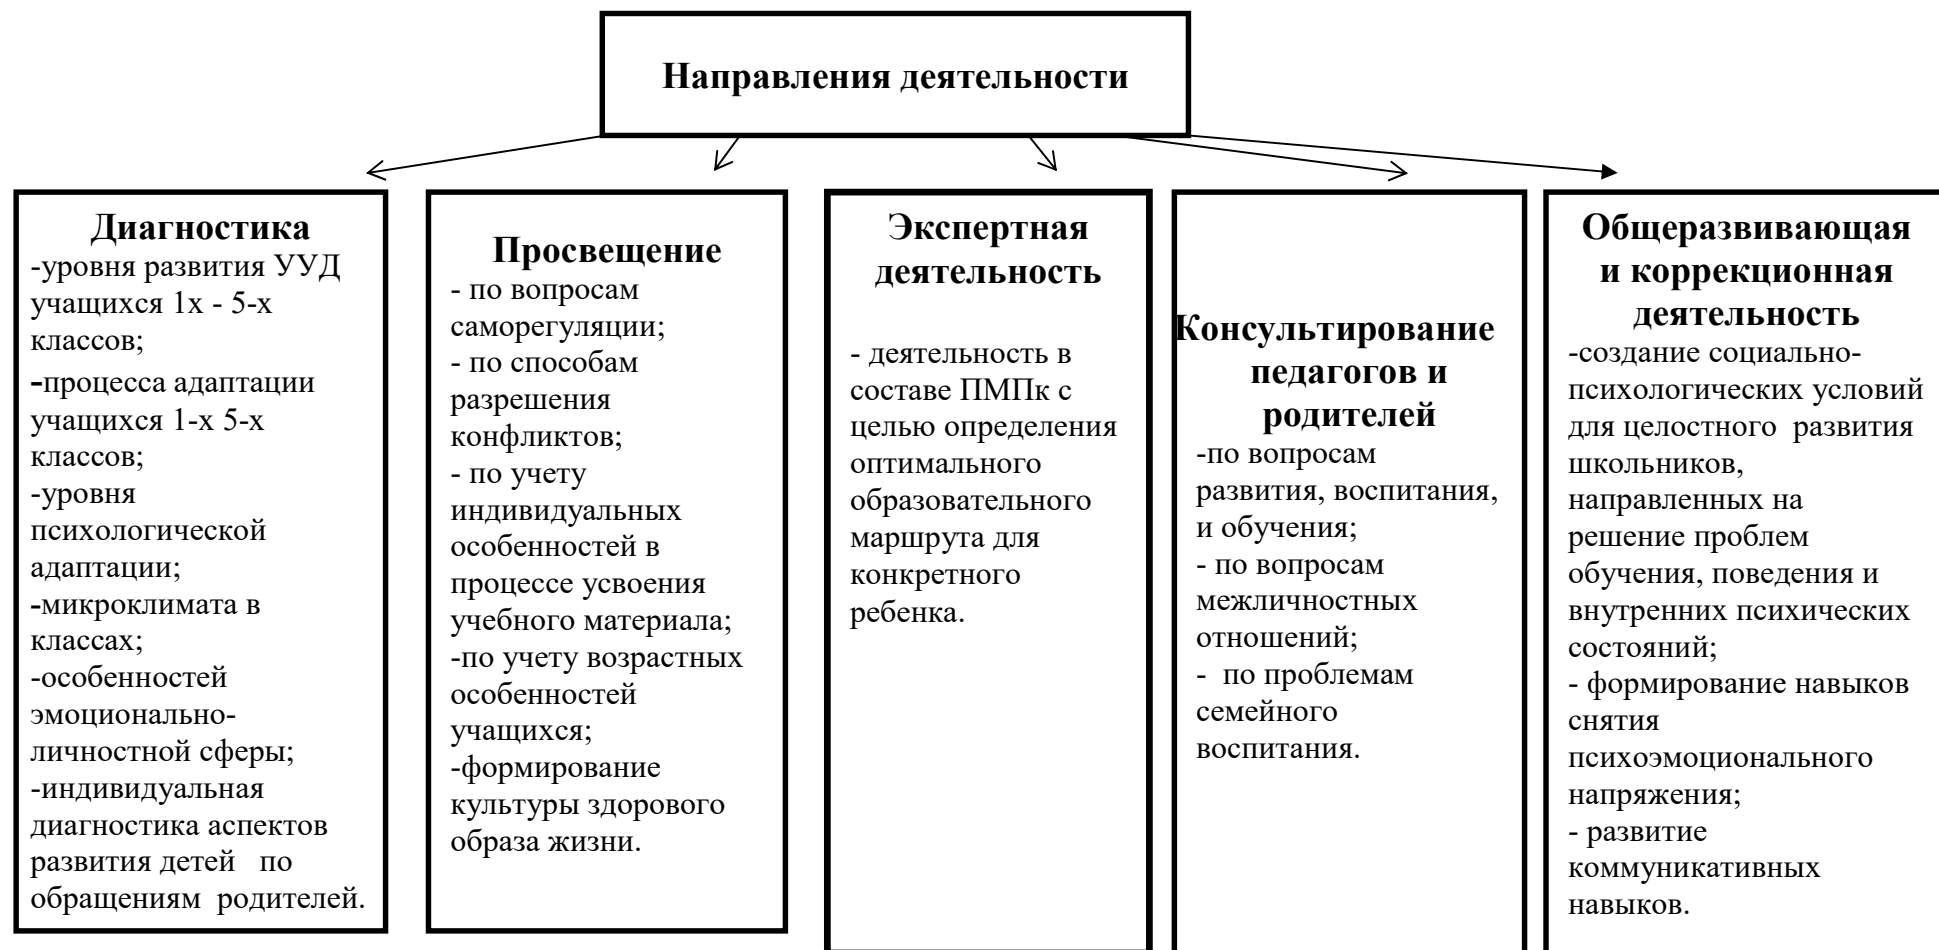 Направления деятельности
Диагностика
-уровня развития УУД
учащихся 1х - 5-х
классов;
-процесса адаптации
учащихся 1-х 5-х
классов;
-уровня
психологической
адаптации;
-микроклимата в
классах;
-особенностей
эмоционально-
личностной сферы;
-индивидуальная
диагностика аспектов
развития детей по
обращениям родителей.
Просвещение
- по вопросам
саморегуляции;
- по способам
разрешения
конфликтов;
- по учету
индивидуальных
особенностей в
процессе усвоения
учебного материала;
-по учету возрастных
особенностей
учащихся;
-формирование
культуры здорового
образа жизни.
Экспертная
деятельность
- деятельность в
составе ПМПк с
целью определения
оптимального
образовательного
маршрута для
конкретного
ребенка.
Консультирование
педагогов и
родителей
-по вопросам
развития, воспитания,
и обучения;
- по вопросам
межличностных
отношений;
- по проблемам
семейного
воспитания.
Общеразвивающая
и коррекционная
деятельность
-создание социально-
психологических условий
для целостного развития
школьников,
направленных на
решение проблем
обучения, поведения и
внутренних психических
состояний;
- формирование навыков
снятия
психоэмоционального
напряжения;
- развитие
коммуникативных
навыков.